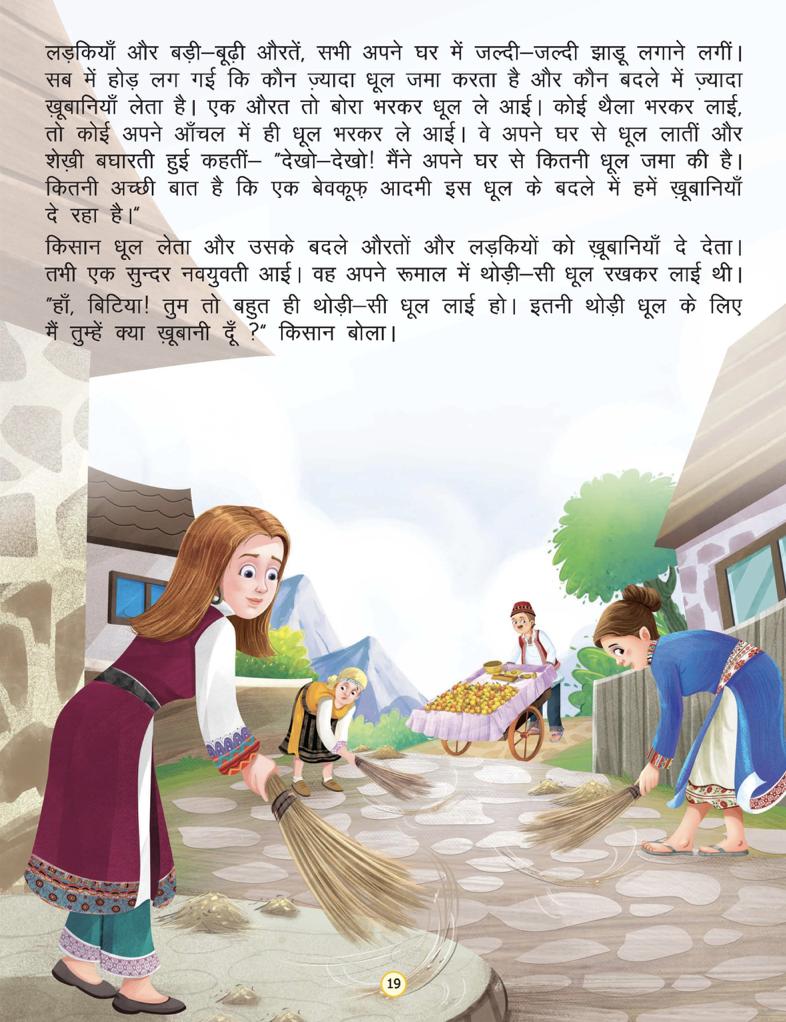 लड़कियाँ और बड़ी–बूढ़ी औरतें, सभी अपने घर में जल्दी–जल्दी झाडू लगाने लगीं।
सब में होड़ लग गई कि कौन ज़्यादा धूल जमा करता है और कौन बदले में ज़्यादा
ख़ूबानियाँ लेता है। एक औरत तो बोरा भरकर धूल ले आई। कोई थैला भरकर लाई,
तो कोई अपने आँचल में ही धूल भरकर ले आई। वे अपने घर से धूल लातीं और
शेख़ी बघारती हुई कहतीं– "देखो–देखो! मैंने अपने घर से कितनी धूल जमा की है।
कितनी अच्छी बात है कि एक बेवकूफ़ आदमी इस धूल के बदले में हमें ख़ूबानियाँ
दे रहा है।"
किसान धूल लेता और उसके बदले औरतों और लड़कियों को ख़ूबानियाँ दे देता।
तभी एक सुन्दर नवयुवती आई। वह अपने रूमाल में थोड़ी–सी धूल रखकर लाई थी।
"हाँ, बिटिया! तुम तो बहुत ही थोड़ी–सी धूल लाई हो। इतनी थोड़ी धूल के लिए
मैं तुम्हें क्या ख़ूबानी दूँ ?" किसान बोला।
19